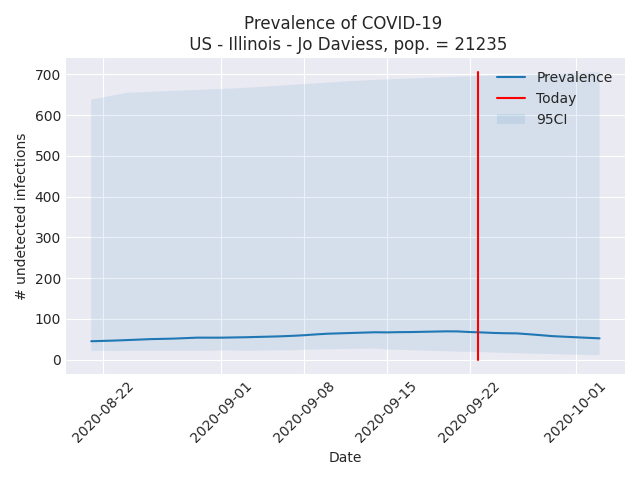 Prevalence of COVID-19
US - Illinois - Jo Daviess, pop. = 21235
700
600
500
400
300
200
100
0
# undetected infections
Prevalence
Today
95CI
2020-08-22
2020-09-01
2020-09-08
2020-09-15
2020-09-22
2020-10-01
Date